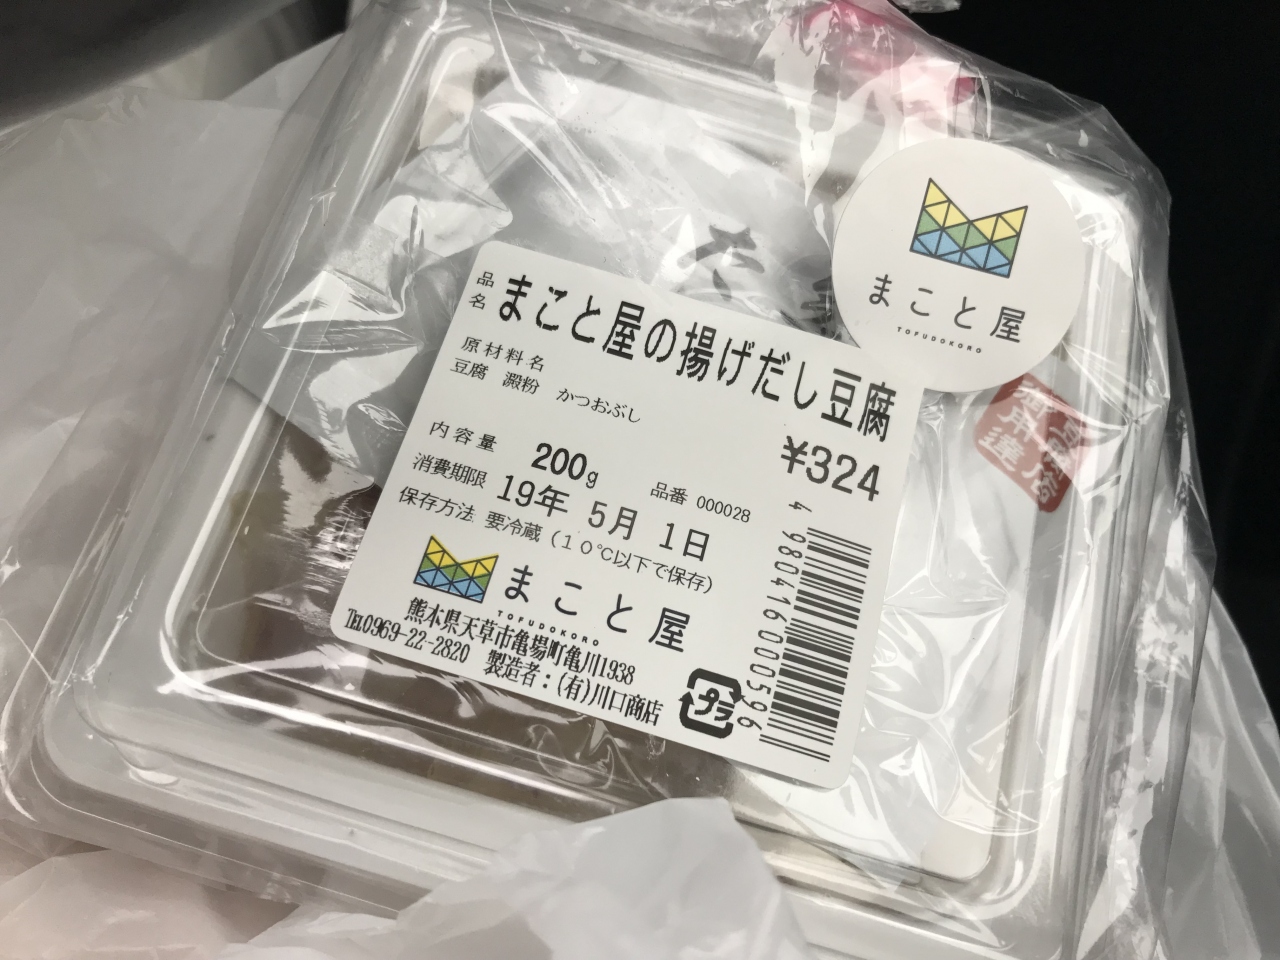 まこと屋
TOFUDOKORO
品名 まこと屋の揚げだし豆腐
原材料名
豆腐 澱粉 かつおぶし
¥324
内容量 200g 品番 000028
消費期限 19年 5月 1日
保存方法 要冷蔵(10℃以下で保存)
まこと屋
TOFUDOKORO
熊本県天草市亀場町亀川1938
TEL0969-22-2820 製造者:(有)川口商店
プラ
4980416000596